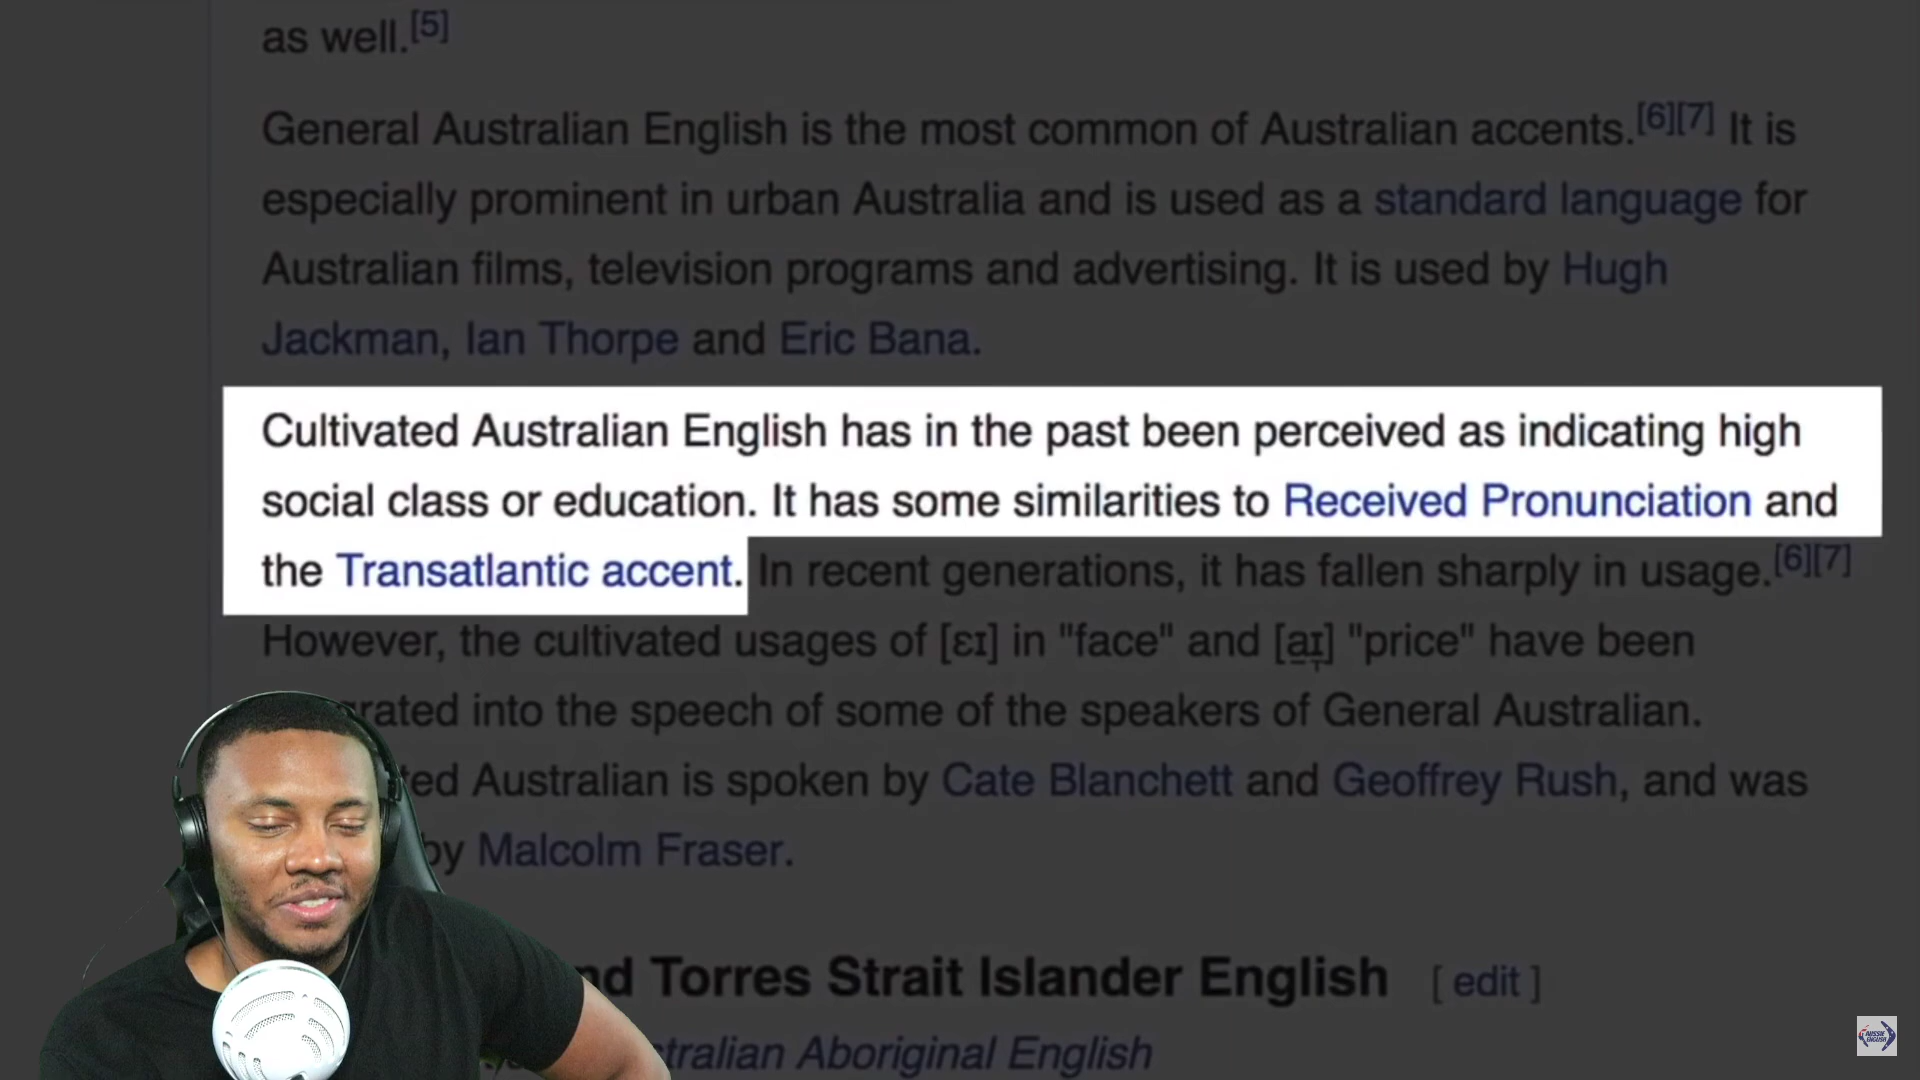 as well.[5]
General Australian English is the most common of Australian accents.[6][7] It is
especially prominent in urban Australia and is used as a standard language for
Australian films, television programs and advertising. It is used by Hugh
Jackman, Ian Thorpe and Eric Bana.
Cultivated Australian English has in the past been perceived as indicating high
social class or education. It has some similarities to Received Pronunciation and
the Transatlantic accent. In recent generations, it has fallen sharply in usage.[6][7]
However, the cultivated usages of [ɛɪ] in "face" and [a̠ɪ̞] "price" have been
rated into the speech of some of the speakers of General Australian.
ted Australian is spoken by Cate Blanchett and Geoffrey Rush, and was
by Malcolm Fraser.
nd Torres Strait Islander English [ edit ]
tralian Aboriginal English
AUSSIE
ENGLISH